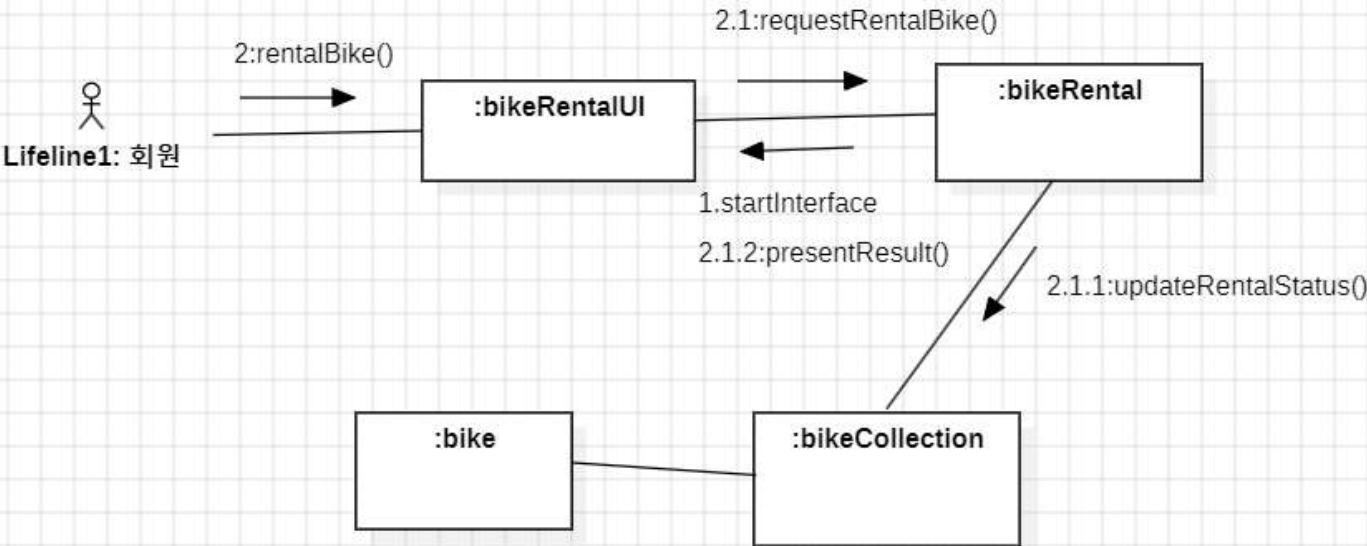 2.1:requestRentalBike()
2:rentalBike()
:bikeRentalUI
:bikeRental
Lifeline1: 회원
1.startInterface
2.1.2:presentResult()
2.1.1:updateRentalStatus()
:bike
:bikeCollection